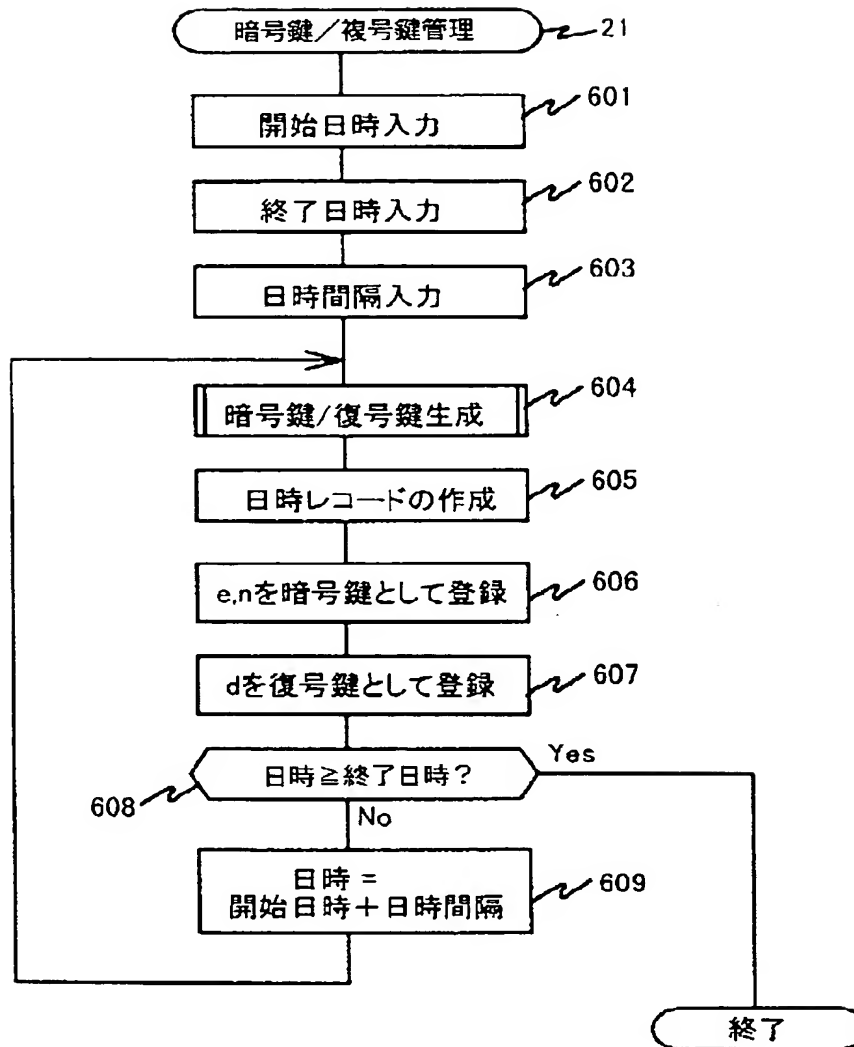 暗号鍵／複号鍵管理
21
開始日時入力
601
終了日時入力
602
日時間隔入力
603
暗号鍵/復号鍵生成
604
日時レコードの作成
605
e,nを暗号鍵として登録
606
dを復号鍵として登録
607
日時≧終了日時?
Yes
608
No
日時 =
開始日時＋日時間隔
609
終了